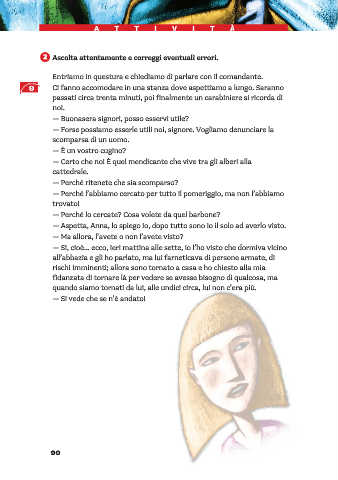 ATTIVITÀ
2 Ascolta attentamente e correggi eventuali errori.
Entriamo in questura e chiediamo di parlare con il comandante.
Ci fanno accomodare in una stanza dove aspettiamo a lungo. Saranno
passati circa trenta minuti, poi finalmente un carabiniere si ricorda di
noi.
— Buonasera signori, posso esservi utile?
— Forse possiamo esserle utili noi, signore. Vogliamo denunciare la
scomparsa di un uomo.
— È un vostro cugino?
— Certo che no! È quel mendicante che vive tra gli alberi alla
cattedrale.
— Perché ritenete che sia scomparso?
— Perché l'abbiamo cercato per tutto il pomeriggio, ma non l'abbiamo
trovato!
— Perché lo cercate? Cosa volete da quel barbone?
— Aspetta, Anna, lo spiego io, dopo tutto sono io il solo ad averlo visto.
— Ma allora, l'avete o non l'avete visto?
— Sì, cioè... ecco, ieri mattina alle sette, io l'ho visto che dormiva vicino
all'abbazia e gli ho parlato, ma lui farneticava di persone armate, di
rischi imminenti; allora sono tornato a casa e ho chiesto alla mia
fidanzata di tornare là per vedere se avesse bisogno di qualcosa, ma
quando siamo tornati da lui, alle undici circa, lui non c'era più.
— Si vede che se n'è andato!
90